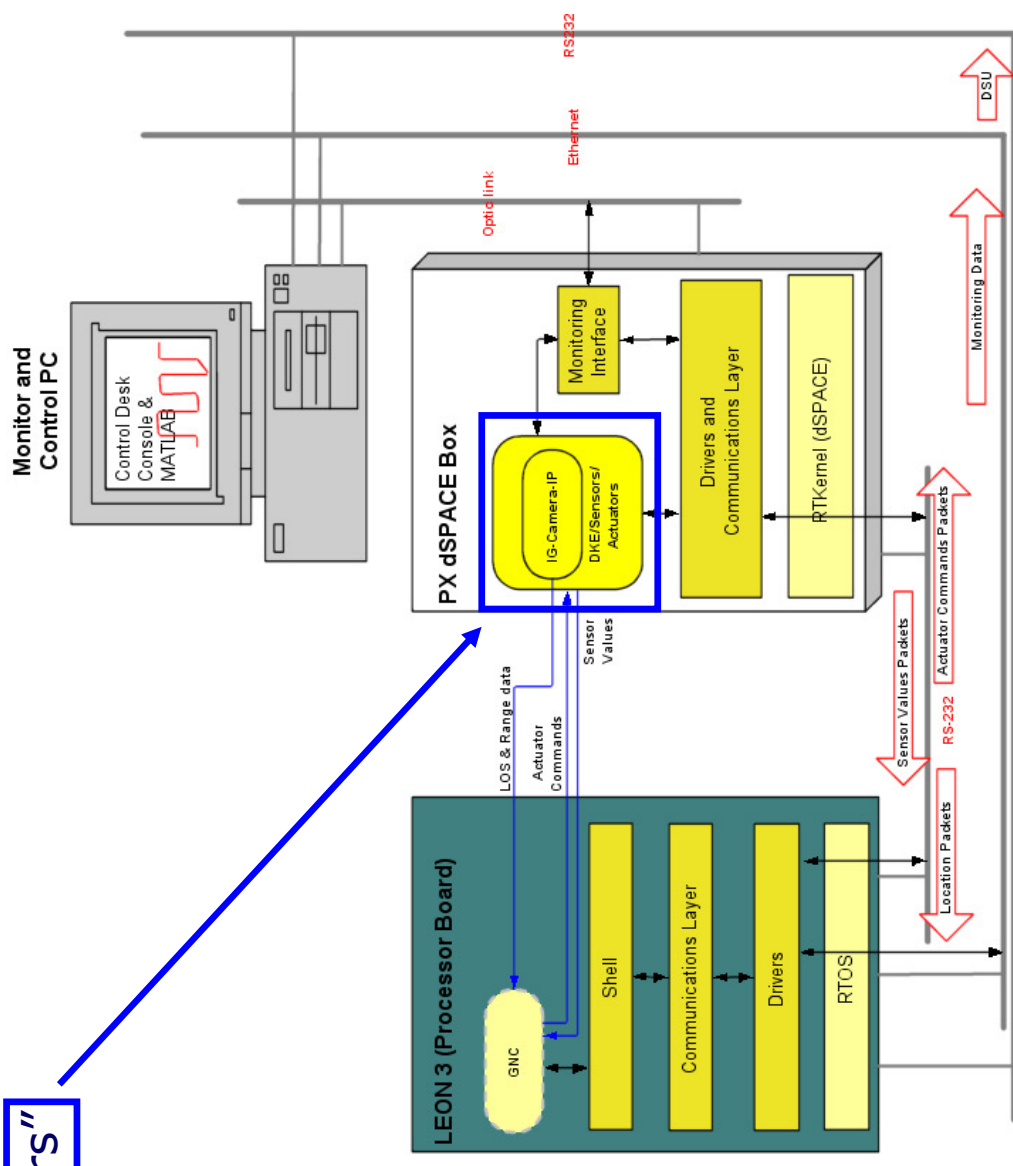 rs"
Monitor and
Control PC
Control Desk
Console &
MATLAB
RS232
Ethernet
Optic link
DSU
Monitoring Data
PX dSPACE Box
IG-Camera-IP
DKE/Sensors/
Actuators
Monitoring
Interface
Drivers and
Communications Layer
RTKernel (dSPACE)
LOS & Range data
Actuator
Commands
Sensor
Values
Sensor Values Packets
Actuator Commands Packets
RS-232
Location Packets
LEON 3 (Processor Board)
GNC
Shell
Communications Layer
Drivers
RTOS